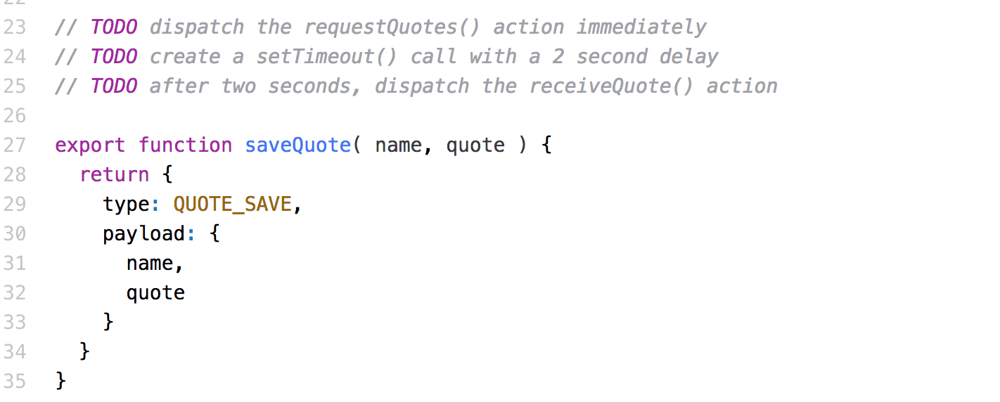 22
23 // TODO dispatch the requestQuotes() action immediately
24 // TODO create a setTimeout() call with a 2 second delay
25 // TODO after two seconds, dispatch the receiveQuote() action
26
27 export function saveQuote( name, quote ) {
28 return {
29 type: QUOTE_SAVE,
30 payload: {
31 name,
32 quote
33 }
34 }
35 }